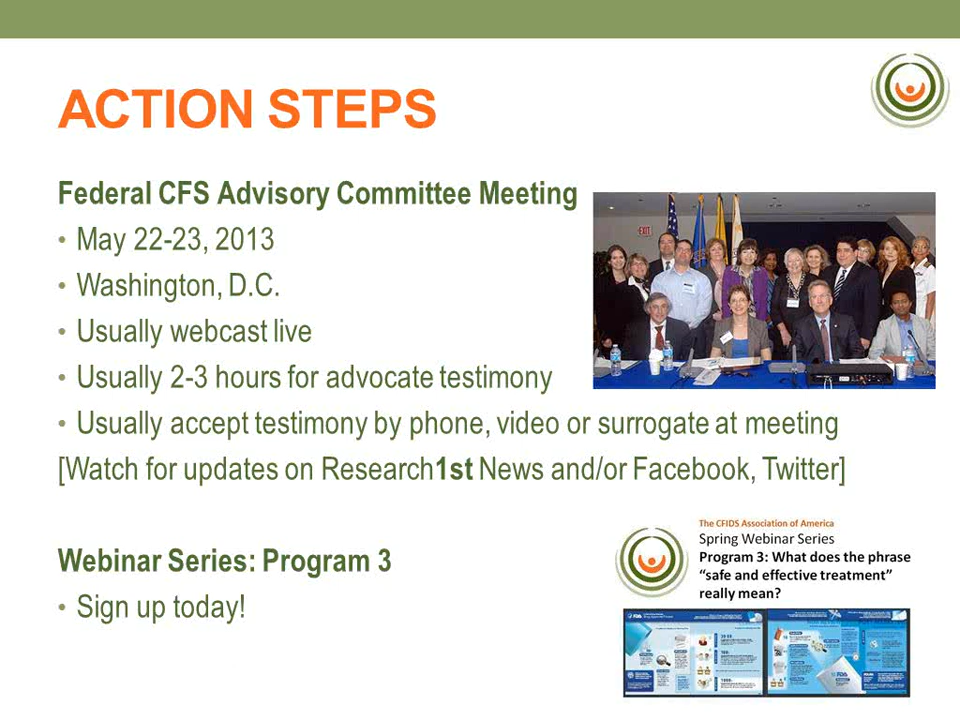 ACTION STEPS
Federal CFS Advisory Committee Meeting
• May 22-23, 2013
• Washington, D.C.
• Usually webcast live
• Usually 2-3 hours for advocate testimony
• Usually accept testimony by phone, video or surrogate at meeting
[Watch for updates on Research1st News and/or Facebook, Twitter]
Webinar Series: Program 3
• Sign up today!
EXIT
The CFIDS Association of America
Spring Webinar Series
Program 3: What does the phrase
“safe and effective treatment”
really mean?
FDA
FDA